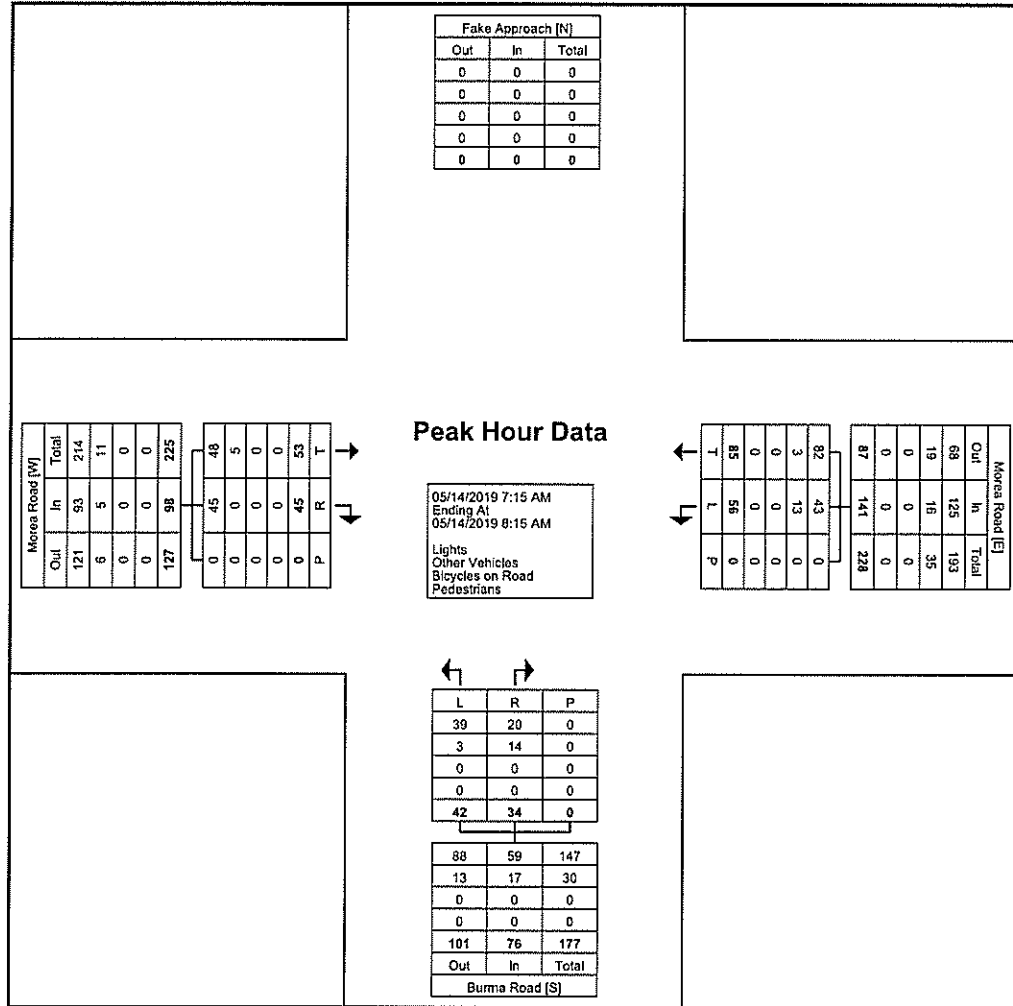 Fake Approach [N]
Out In Total
0 0 0
0 0 0
0 0 0
0 0 0
0 0 0
Morea Road [W]
Out In Total
121 93 214
6 5 11
0 0 0
0 0 0
127 98 225
0 45 48
0 0 5
0 0 0
0 0 0
0 45 53
P R T
Peak Hour Data
05/14/2019 7:15 AM
Ending At
05/14/2019 8:15 AM
Lights
Other Vehicles
Bicycles on Road
Pedestrians
Morea Road [E]
Out In Total
68 125 193
19 16 35
0 0 0
0 0 0
87 141 228
82 43 0
3 13 0
0 0 0
0 0 0
85 56 0
T L P
L R P
39 20 0
3 14 0
0 0 0
0 0 0
42 34 0
88 59 147
13 17 30
0 0 0
0 0 0
101 76 177
Out In Total
Burma Road [S]